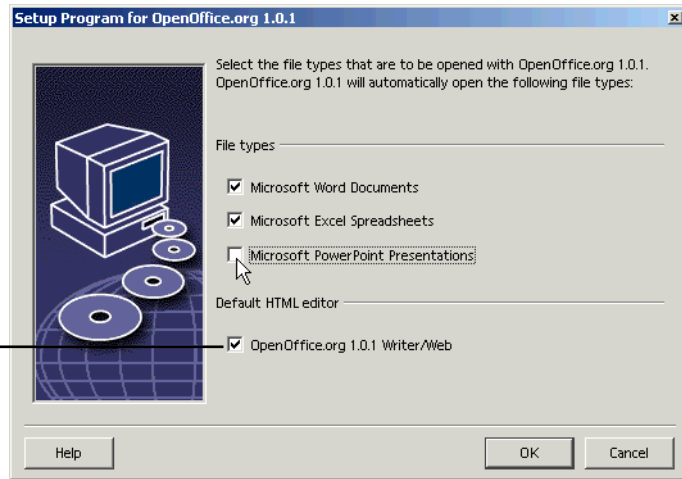 Setup Program for OpenOffice.org 1.0.1
Select the file types that are to be opened with OpenOffice.org 1.0.1.
OpenOffice.org 1.0.1 will automatically open the following file types:
File types
Microsoft Word Documents
Microsoft Excel Spreadsheets
Microsoft PowerPoint Presentations
Default HTML editor
OpenOffice.org 1.0.1 Writer/Web
Help
OK
Cancel